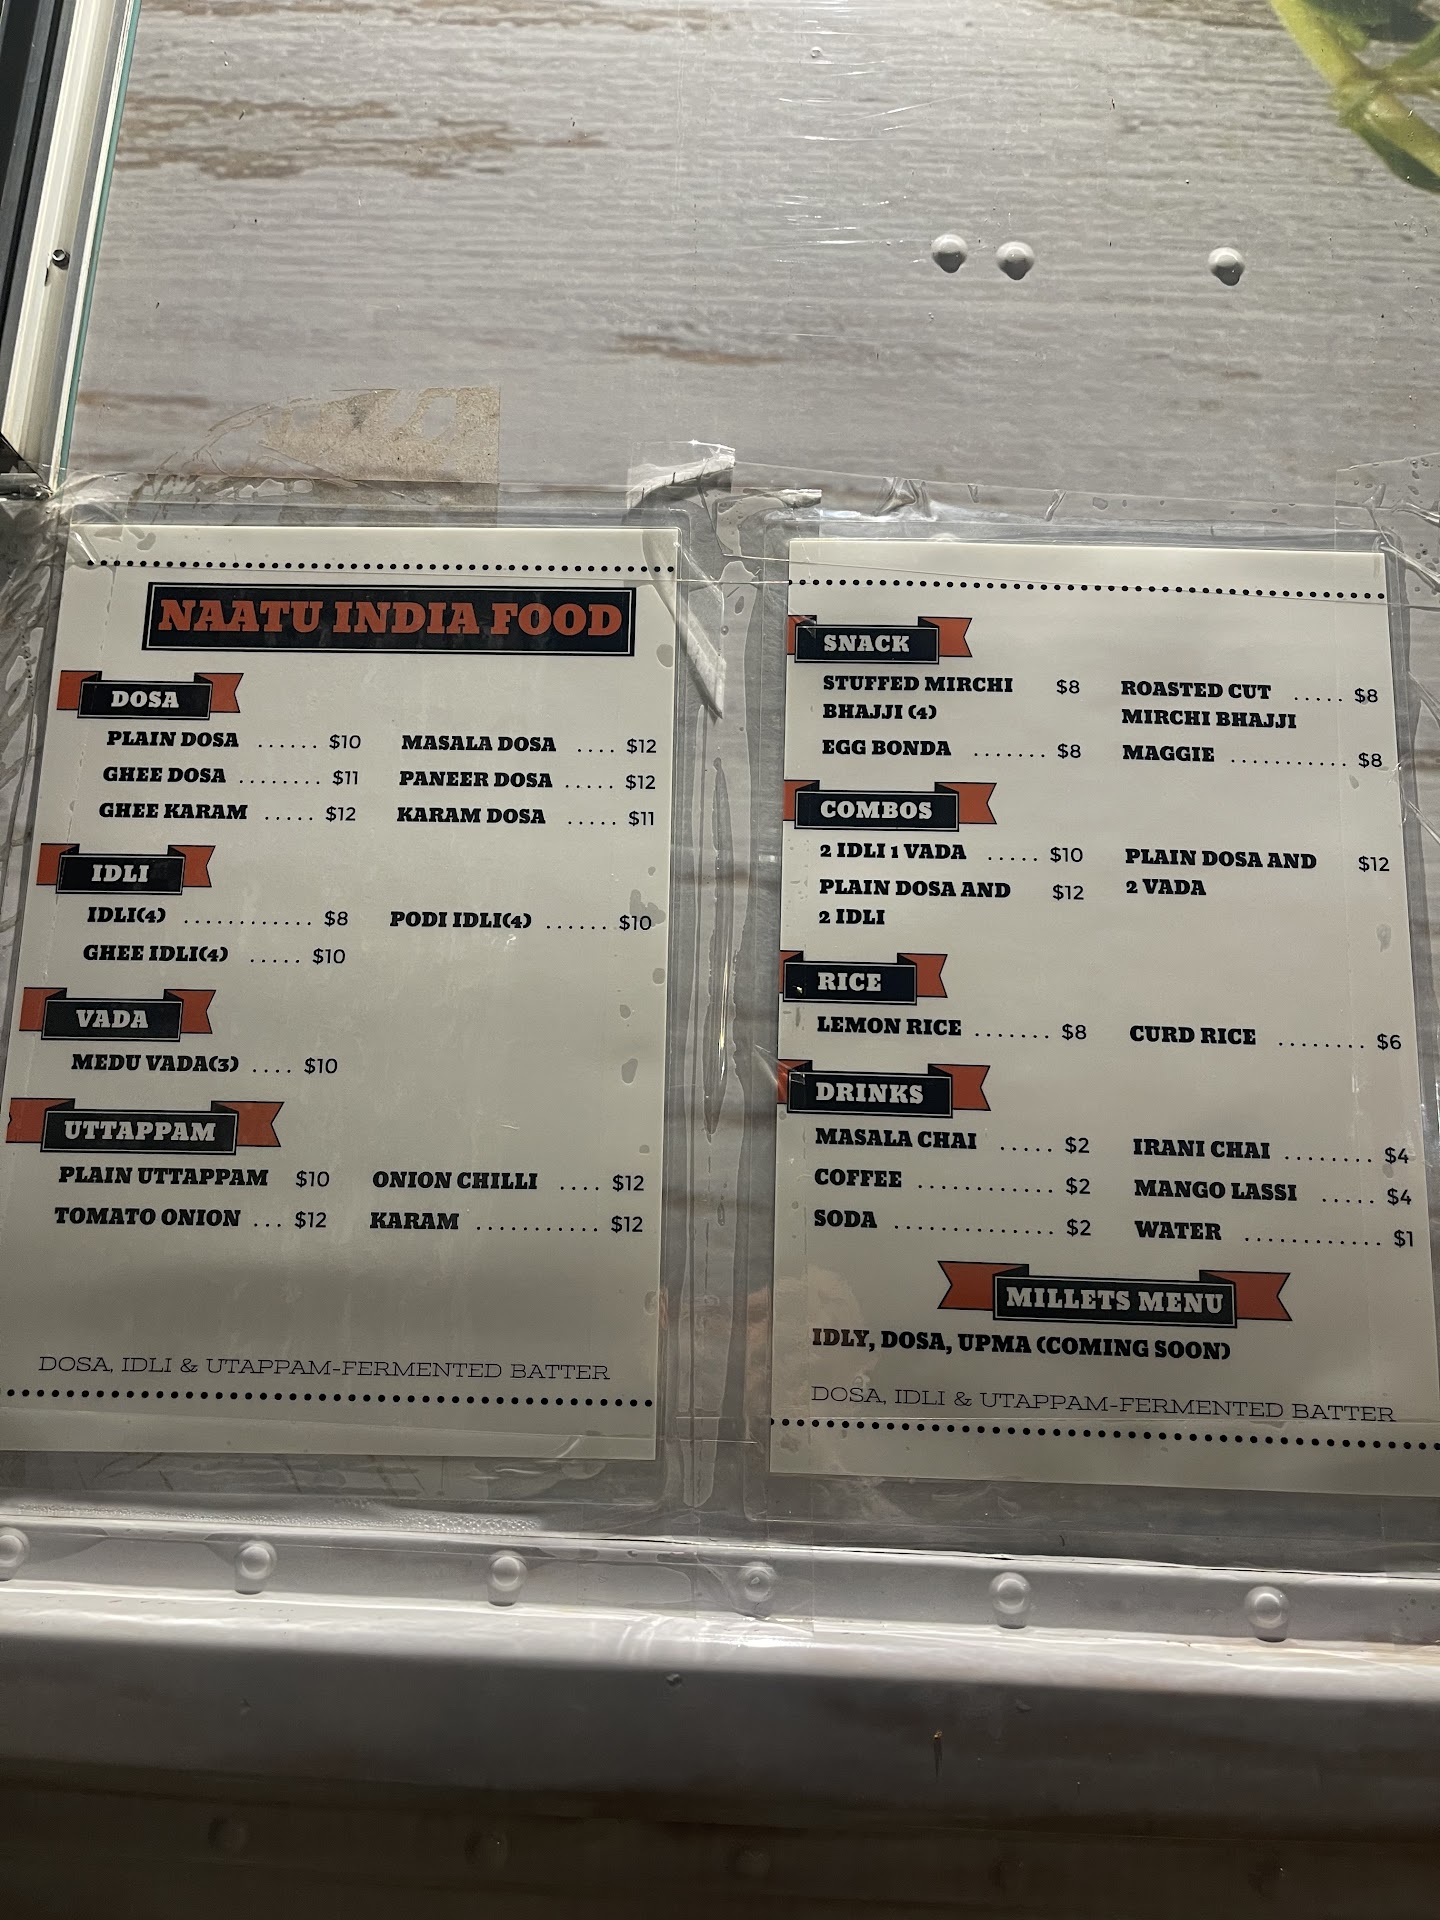 NAATU INDIA FOOD
DOSA
PLAIN DOSA ...... $10 MASALA DOSA .... $12
GHEE DOSA ........ $11 PANEER DOSA ..... $12
GHEE KARAM ..... $12 KARAM DOSA ..... $11
IDLI
IDLI(4) ............ $8 PODI IDLI(4) ...... $10
GHEE IDLI(4) ..... $10
VADA
MEDU VADA(3) .... $10
UTTAPPAM
PLAIN UTTAPPAM $10 ONION CHILLI .... $12
TOMATO ONION ... $12 KARAM ........... $12
DOSA, IDLI & UTAPPAM-FERMENTED BATTER
SNACK
STUFFED MIRCHI $8 ROASTED CUT ..... $8
BHAJJI (4) MIRCHI BHAJJI
EGG BONDA ....... $8 MAGGIE ........... $8
COMBOS
2 IDLI 1 VADA ..... $10 PLAIN DOSA AND $12
2 VADA
PLAIN DOSA AND $12
2 IDLI
RICE
LEMON RICE ....... $8 CURD RICE ........ $6
DRINKS
MASALA CHAI ..... $2 IRANI CHAI ........ $4
COFFEE ............ $2 MANGO LASSI ..... $4
SODA .............. $2 WATER ............ $1
MILLETS MENU
IDLY, DOSA, UPMA (COMING SOON)
DOSA, IDLI & UTAPPAM-FERMENTED BATTER